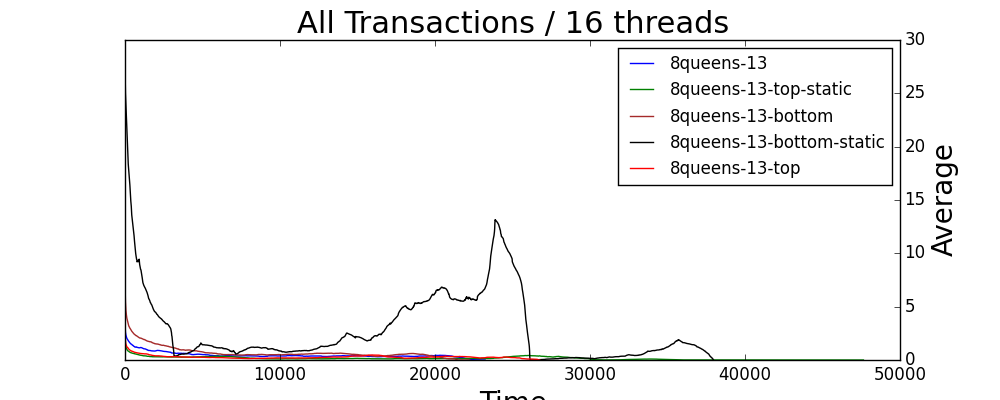 All Transactions / 16 threads
30
25
20
15
10
5
0
Average
8queens-13
8queens-13-top-static
8queens-13-bottom
8queens-13-bottom-static
8queens-13-top
0 10000 20000 30000 40000 50000
Time